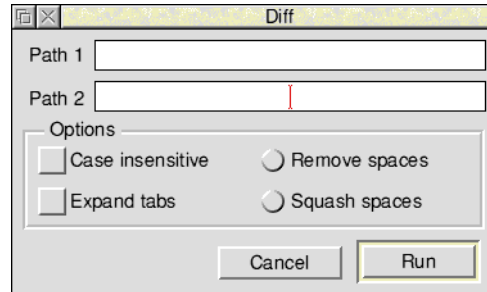 Diff
Path 1
Path 2
Options
Case insensitive Remove spaces
Expand tabs Squash spaces
Cancel Run